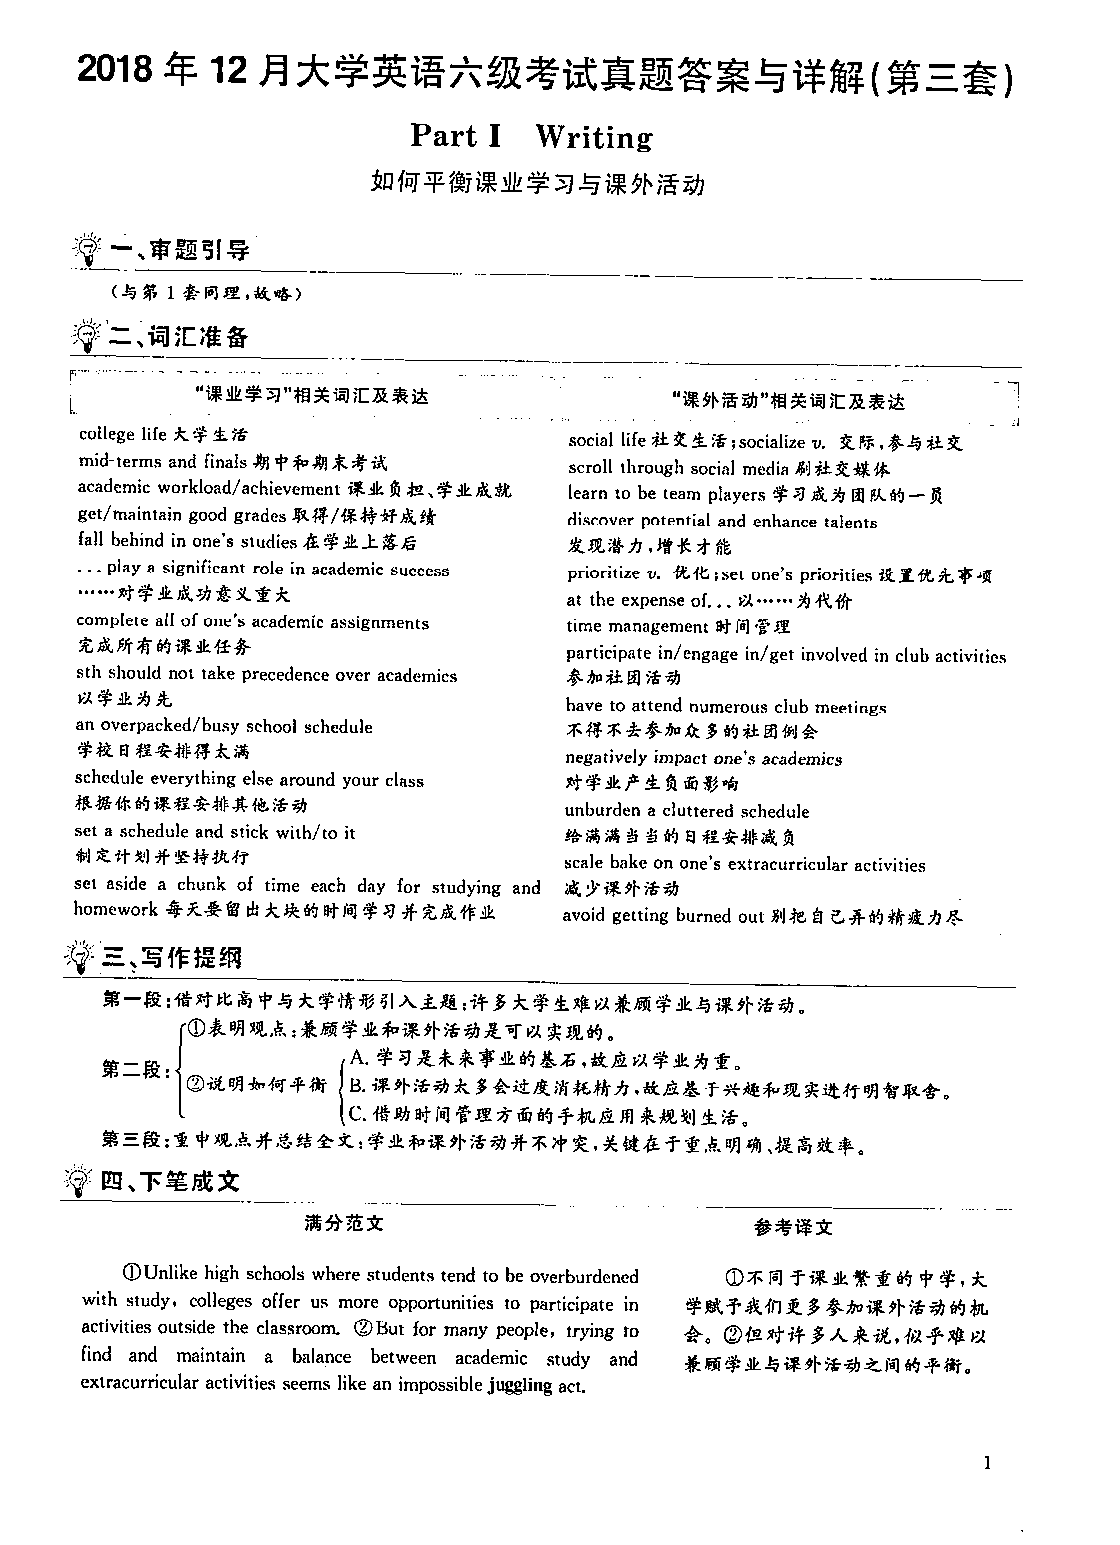 2018 年 12 月大学英语六级考试真题答案与详解(第三套)
Part Ⅰ Writing
如何平衡课业学习与课外活动
一、审题引导
(与第 1 套同理,故略)
二、词汇准备
“课业学习”相关词汇及表达
college life 大学生活
mid-terms and finals 期中和期末考试
academic workload/achievement 课业负担、学业成就
get/maintain good grades 取得/保持好成绩
fall behind in one's studies 在学业上落后
...play a significant role in academic success
……对学业成功意义重大
complete all of one's academic assignments
完成所有的课业任务
sth should not take precedence over academics
以学业为先
an overpacked/busy school schedule
学校日程安排得太满
schedule everything else around your class
根据你的课程安排其他活动
set a schedule and stick with/to it
制定计划并坚持执行
set aside a chunk of time each day for studying and
homework 每天要留出大块的时间学习并完成作业
“课外活动”相关词汇及表达
social life 社交生活;socialize v. 交际,参与社交
scroll through social media 刷社交媒体
learn to be team players 学习成为团队的一员
discover potential and enhance talents
发现潜力,增长才能
prioritize v. 优化;set one's priorities 设置优先事项
at the expense of... 以……为代价
time management 时间管理
participate in/engage in/get involved in club activities
参加社团活动
have to attend numerous club meetings
不得不去参加众多的社团例会
negatively impact one's academics
对学业产生负面影响
unburden a cluttered schedule
给满满当当的日程安排减负
scale bake on one's extracurricular activities
减少课外活动
avoid getting burned out 别把自己弄的精疲力尽
三、写作提纲
第一段:借对比高中与大学情形引入主题:许多大学生难以兼顾学业与课外活动。
第二段:
①表明观点:兼顾学业和课外活动是可以实现的。
②说明如何平衡
A. 学习是未来事业的基石,故应以学业为重。
B. 课外活动太多会过度消耗精力,故应基于兴趣和现实进行明智取舍。
C. 借助时间管理方面的手机应用来规划生活。
第三段:重申观点并总结全文:学业和课外活动并不冲突,关键在于重点明确、提高效率。
四、下笔成文
满分范文
①Unlike high schools where students tend to be overburdened
with study, colleges offer us more opportunities to participate in
activities outside the classroom. ②But for many people, trying to
find and maintain a balance between academic study and
extracurricular activities seems like an impossible juggling act.
参考译文
①不同于课业繁重的中学,大
学赋予我们更多参加课外活动的机
会。②但对许多人来说,似乎难以
兼顾学业与课外活动之间的平衡。
1